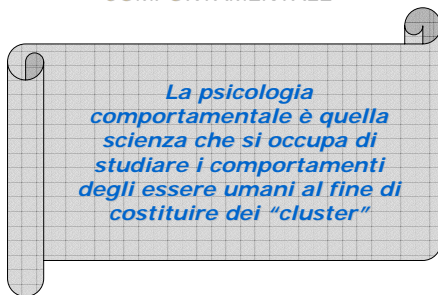 COMPORTAMENTALE
La psicologia
comportamentale è quella
scienza che si occupa di
studiare i comportamenti
degli essere umani al fine di
costituire dei “cluster”